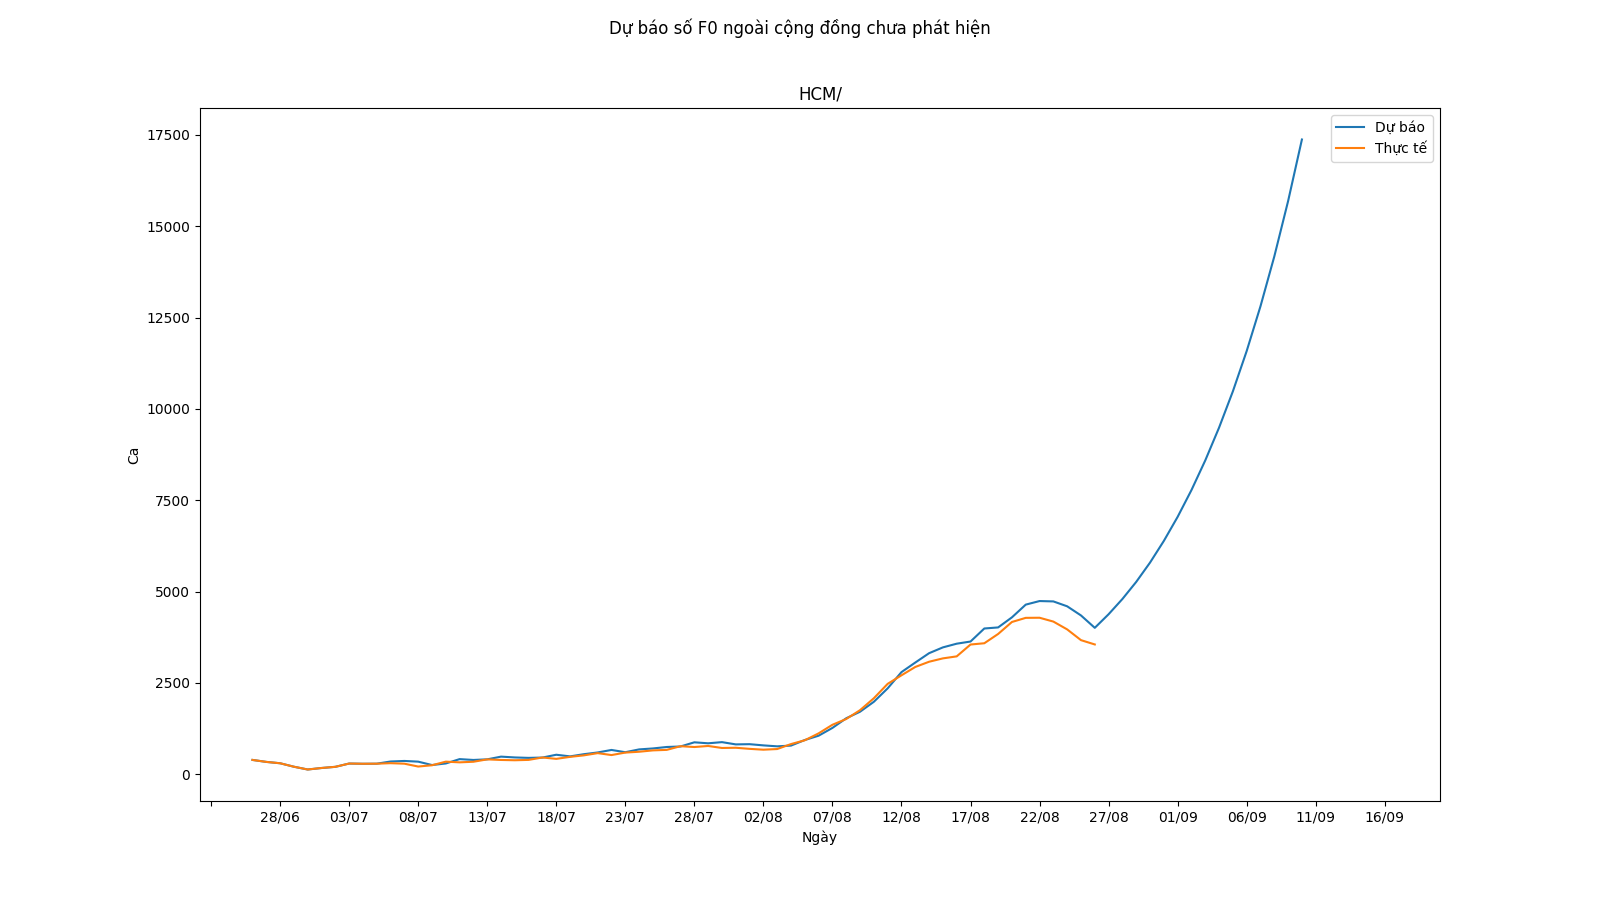 Dự báo số F0 ngoài cộng đồng chưa phát hiện
HCM/
Dự báo
Thực tế
17500
15000
12500
10000
7500
5000
2500
0
Ca
28/06 03/07 08/07 13/07 18/07 23/07 28/07 02/08 07/08 12/08 17/08 22/08 27/08 01/09 06/09 11/09 16/09
Ngày